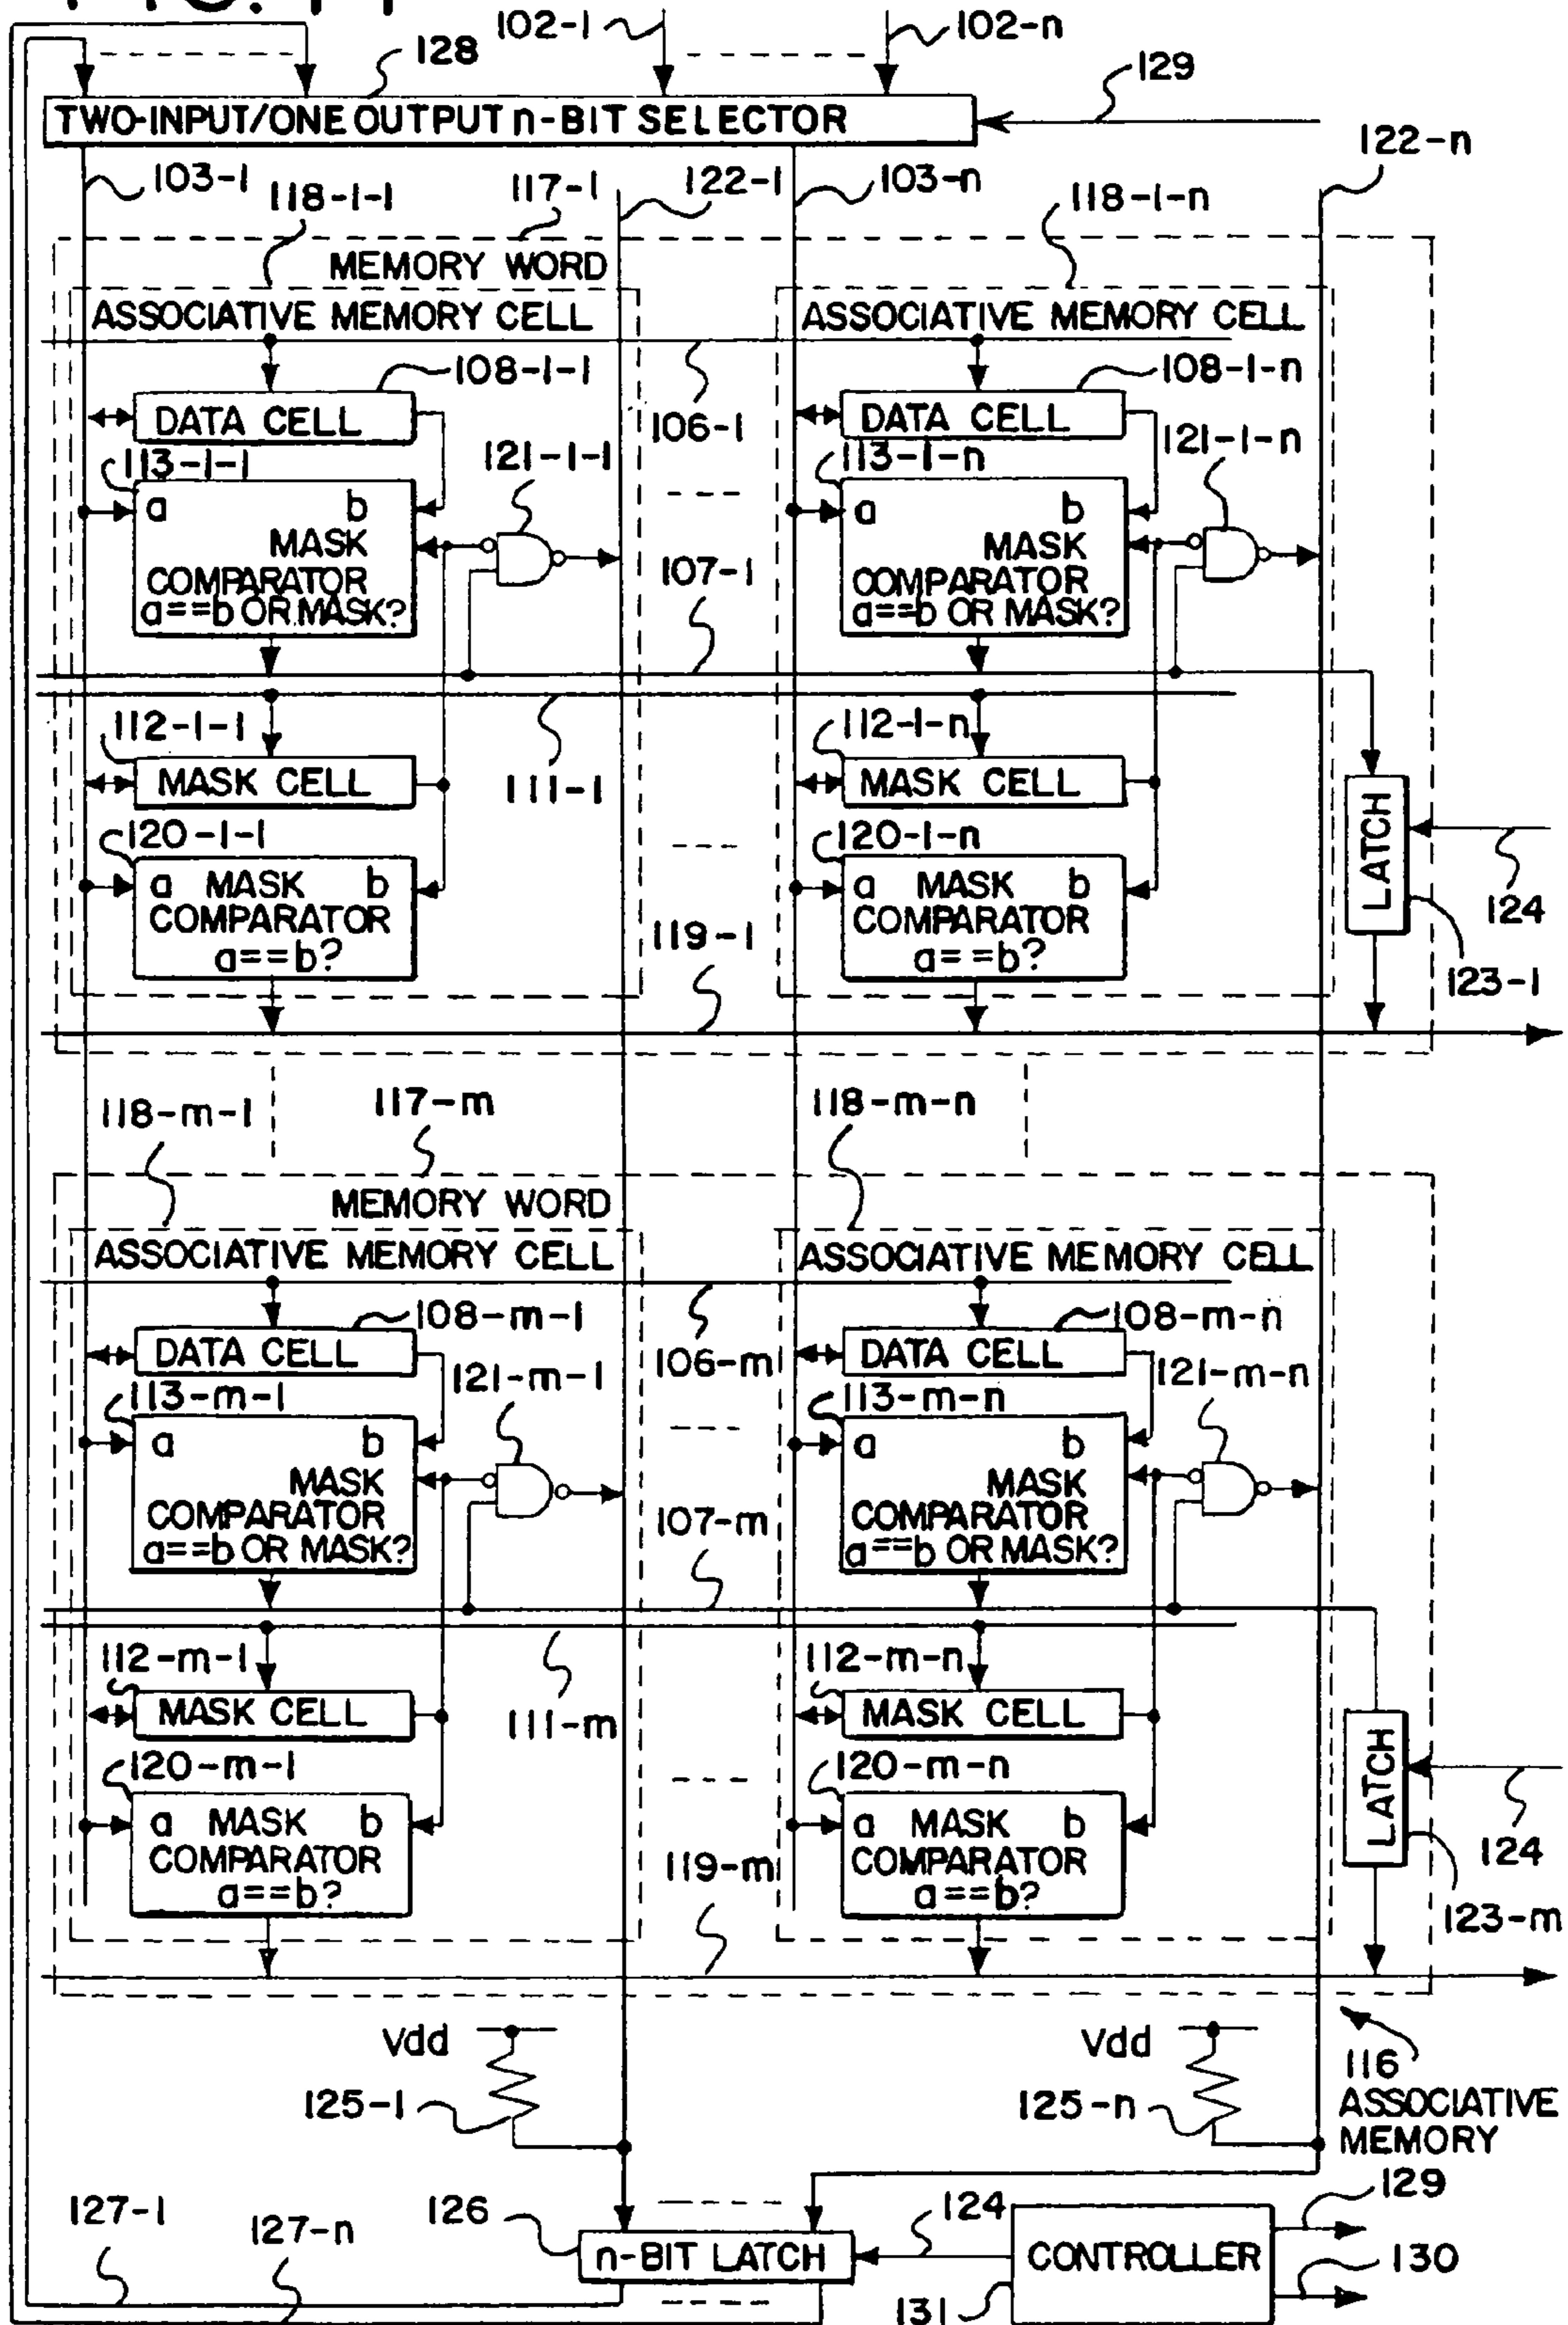 102-1
102-n
128
129
TWO-INPUT/ONE OUTPUT n-BIT SELECTOR
122-n
103-1
118-1-1
117-1
122-1
103-n
118-1-n
MEMORY WORD
ASSOCIATIVE MEMORY CELL
ASSOCIATIVE MEMORY CELL
108-1-1
108-1-n
DATA CELL
106-1
DATA CELL
113-1-1
121-1-1
113-1-n
121-1-n
a b
a b
MASK
MASK
COMPARATOR
107-1
COMPARATOR
a==b OR MASK?
a==b OR MASK?
112-1-1
112-1-n
MASK CELL
111-1
MASK CELL
LATCH
120-1-1
120-1-n
a MASK b
a MASK b
124
COMPARATOR
119-1
COMPARATOR
a==b?
a==b?
123-1
118-m-1
117-m
118-m-n
MEMORY WORD
ASSOCIATIVE MEMORY CELL
ASSOCIATIVE MEMORY CELL
108-m-1
108-m-n
DATA CELL
106-m
DATA CELL
113-m-1
121-m-1
113-m-n
121-m-n
a b
a b
MASK
MASK
COMPARATOR
107-m
COMPARATOR
a==b OR MASK?
a==b OR MASK?
112-m-1
112-m-n
MASK CELL
111-m
MASK CELL
LATCH
120-m-1
120-m-n
a MASK b
a MASK b
124
COMPARATOR
119-m
COMPARATOR
a==b?
a==b?
123-m
Vdd
Vdd
116
125-1
125-n
ASSOCIATIVE
MEMORY
127-1
127-n
126
124
129
n-BIT LATCH
CONTROLLER
130
131